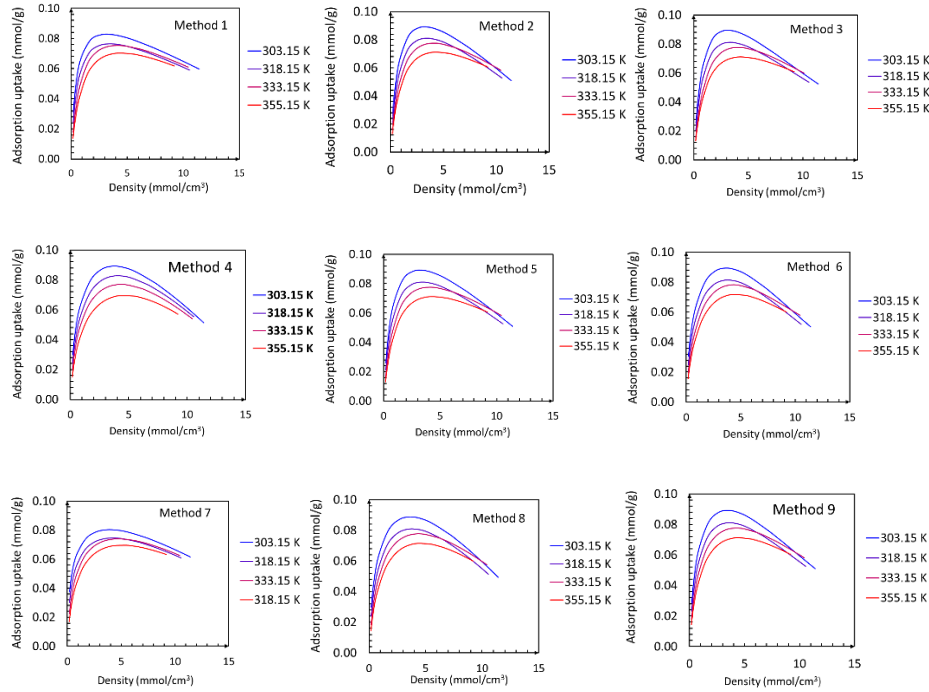 Method 1
Adsorption uptake (mmol/g)
0.10
0.08
0.06
0.04
0.02
0.00
0 5 10 15
Density (mmol/cm³)
303.15 K
318.15 K
333.15 K
355.15 K
Method 2
Adsorption uptake (mmol/g)
0.10
0.08
0.06
0.04
0.02
0.00
0 5 10 15
Density (mmol/cm³)
303.15 K
318.15 K
333.15 K
355.15 K
Method 3
Adsorption uptake (mmol/g)
0.10
0.08
0.06
0.04
0.02
0.00
0 5 10 15
Density (mmol/cm³)
303.15 K
318.15 K
333.15 K
355.15 K
Method 4
Adsorption uptake (mmol/g)
0.10
0.08
0.06
0.04
0.02
0.00
0 5 10 15
Density (mmol/cm³)
303.15 K
318.15 K
333.15 K
355.15 K
Method 5
Adsorption uptake (mmol/g)
0.10
0.08
0.06
0.04
0.02
0.00
0 5 10 15
Density (mmol/cm³)
303.15 K
318.15 K
333.15 K
355.15 K
Method 6
Adsorption uptake (mmol/g)
0.10
0.08
0.06
0.04
0.02
0.00
0 5 10 15
Density (mmol/cm³)
303.15 K
318.15 K
333.15 K
355.15 K
Method 7
Adsorption uptake (mmol/g)
0.10
0.08
0.06
0.04
0.02
0.00
0 5 10 15
Density (mmol/cm³)
303.15 K
318.15 K
333.15 K
318.15 K
Method 8
Adsorption uptake (mmol/g)
0.10
0.08
0.06
0.04
0.02
0.00
0 5 10 15
Density (mmol/cm³)
303.15 K
318.15 K
333.15 K
355.15 K
Method 9
Adsorption uptake (mmol/g)
0.10
0.08
0.06
0.04
0.02
0.00
0 5 10 15
Density (mmol/cm³)
303.15 K
318.15 K
333.15 K
355.15 K